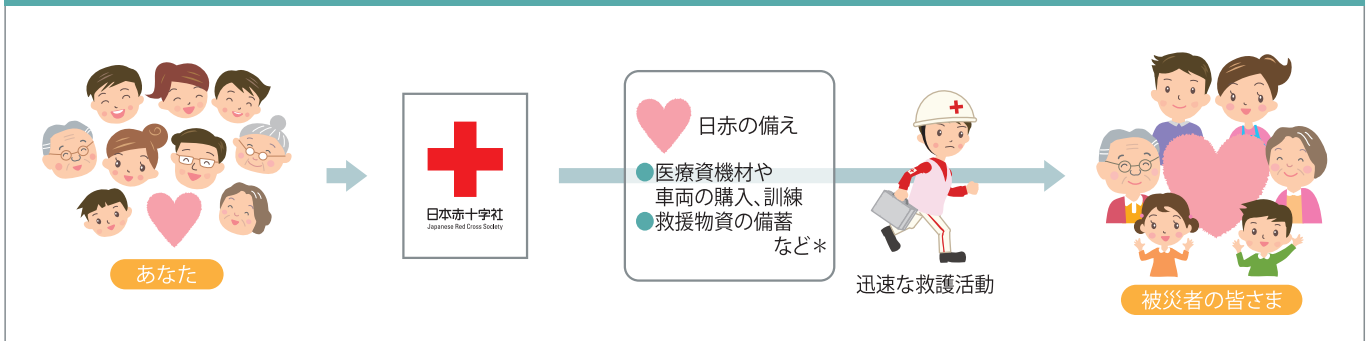 あなた
日本赤十字社
Japanese Red Cross Society
日赤の備え
●医療資機材や
車両の購入、訓練
●救援物資の備蓄
など＊
迅速な救護活動
被災者の皆さま